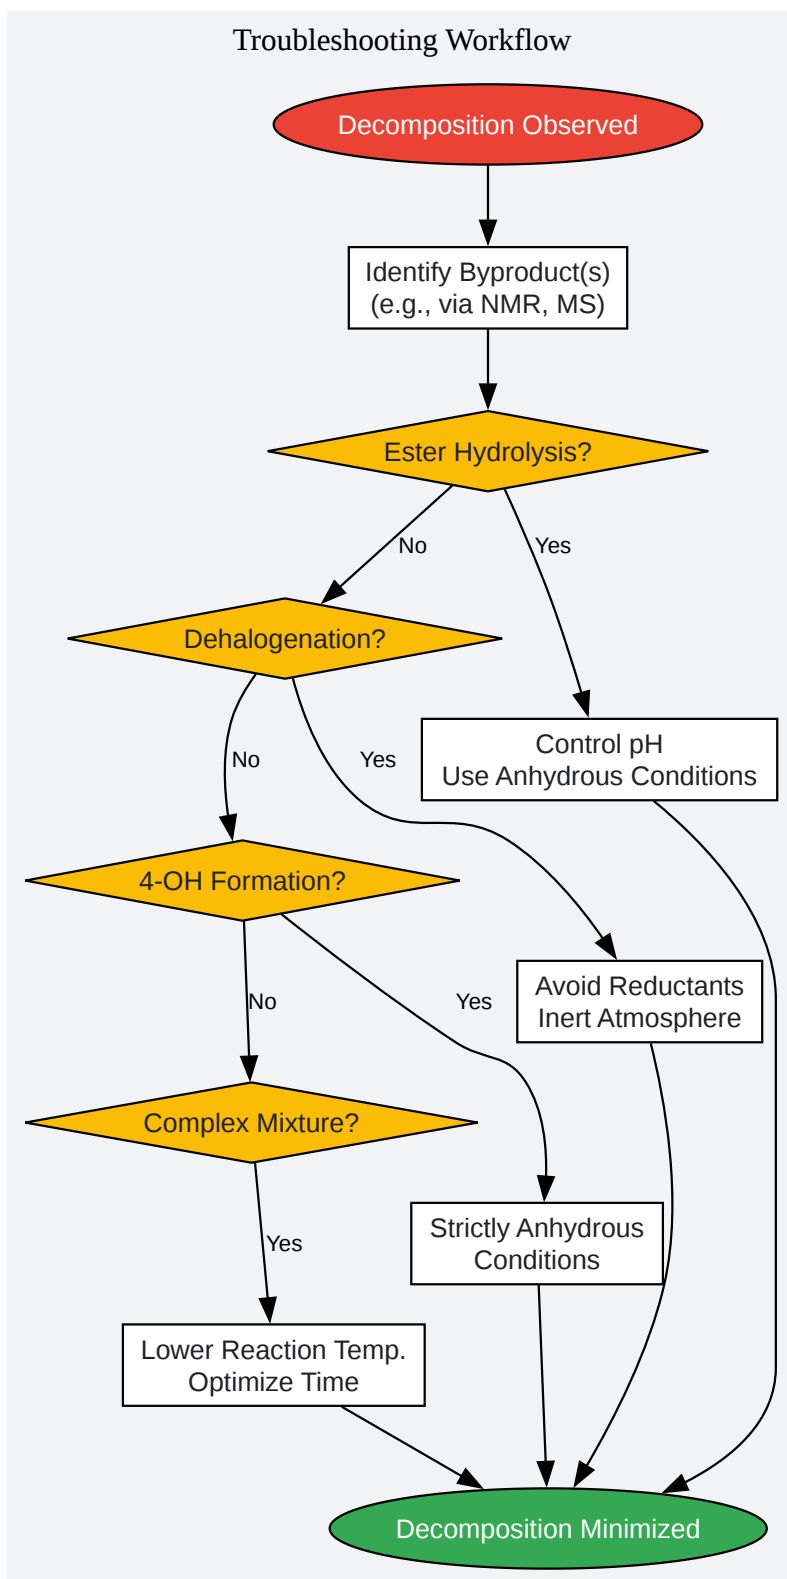 Troubleshooting Workflow
Decomposition Observed
Identify Byproduct(s)
(e.g., via NMR, MS)
Ester Hydrolysis?
No
Yes
Dehalogenation?
No
Yes
Control pH
Use Anhydrous Conditions
4-OH Formation?
No
Yes
Avoid Reductants
Inert Atmosphere
Complex Mixture?
Yes
Strictly Anhydrous
Conditions
Lower Reaction Temp.
Optimize Time
Decomposition Minimized